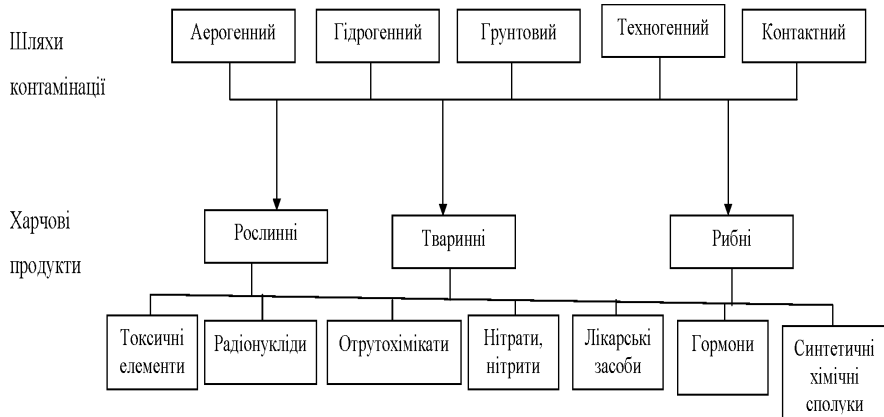 Шляхи
контамінації
Аерогенний
Гідрогенний
Грунтовий
Техногенний
Контактний
Харчові
продукти
Рослинні
Тваринні
Рибні
Токсичні
елементи
Радіонукліди
Отрутохімікати
Нітрати,
нітрити
Лікарські
засоби
Гормони
Синтетичні
хімічні
сполуки